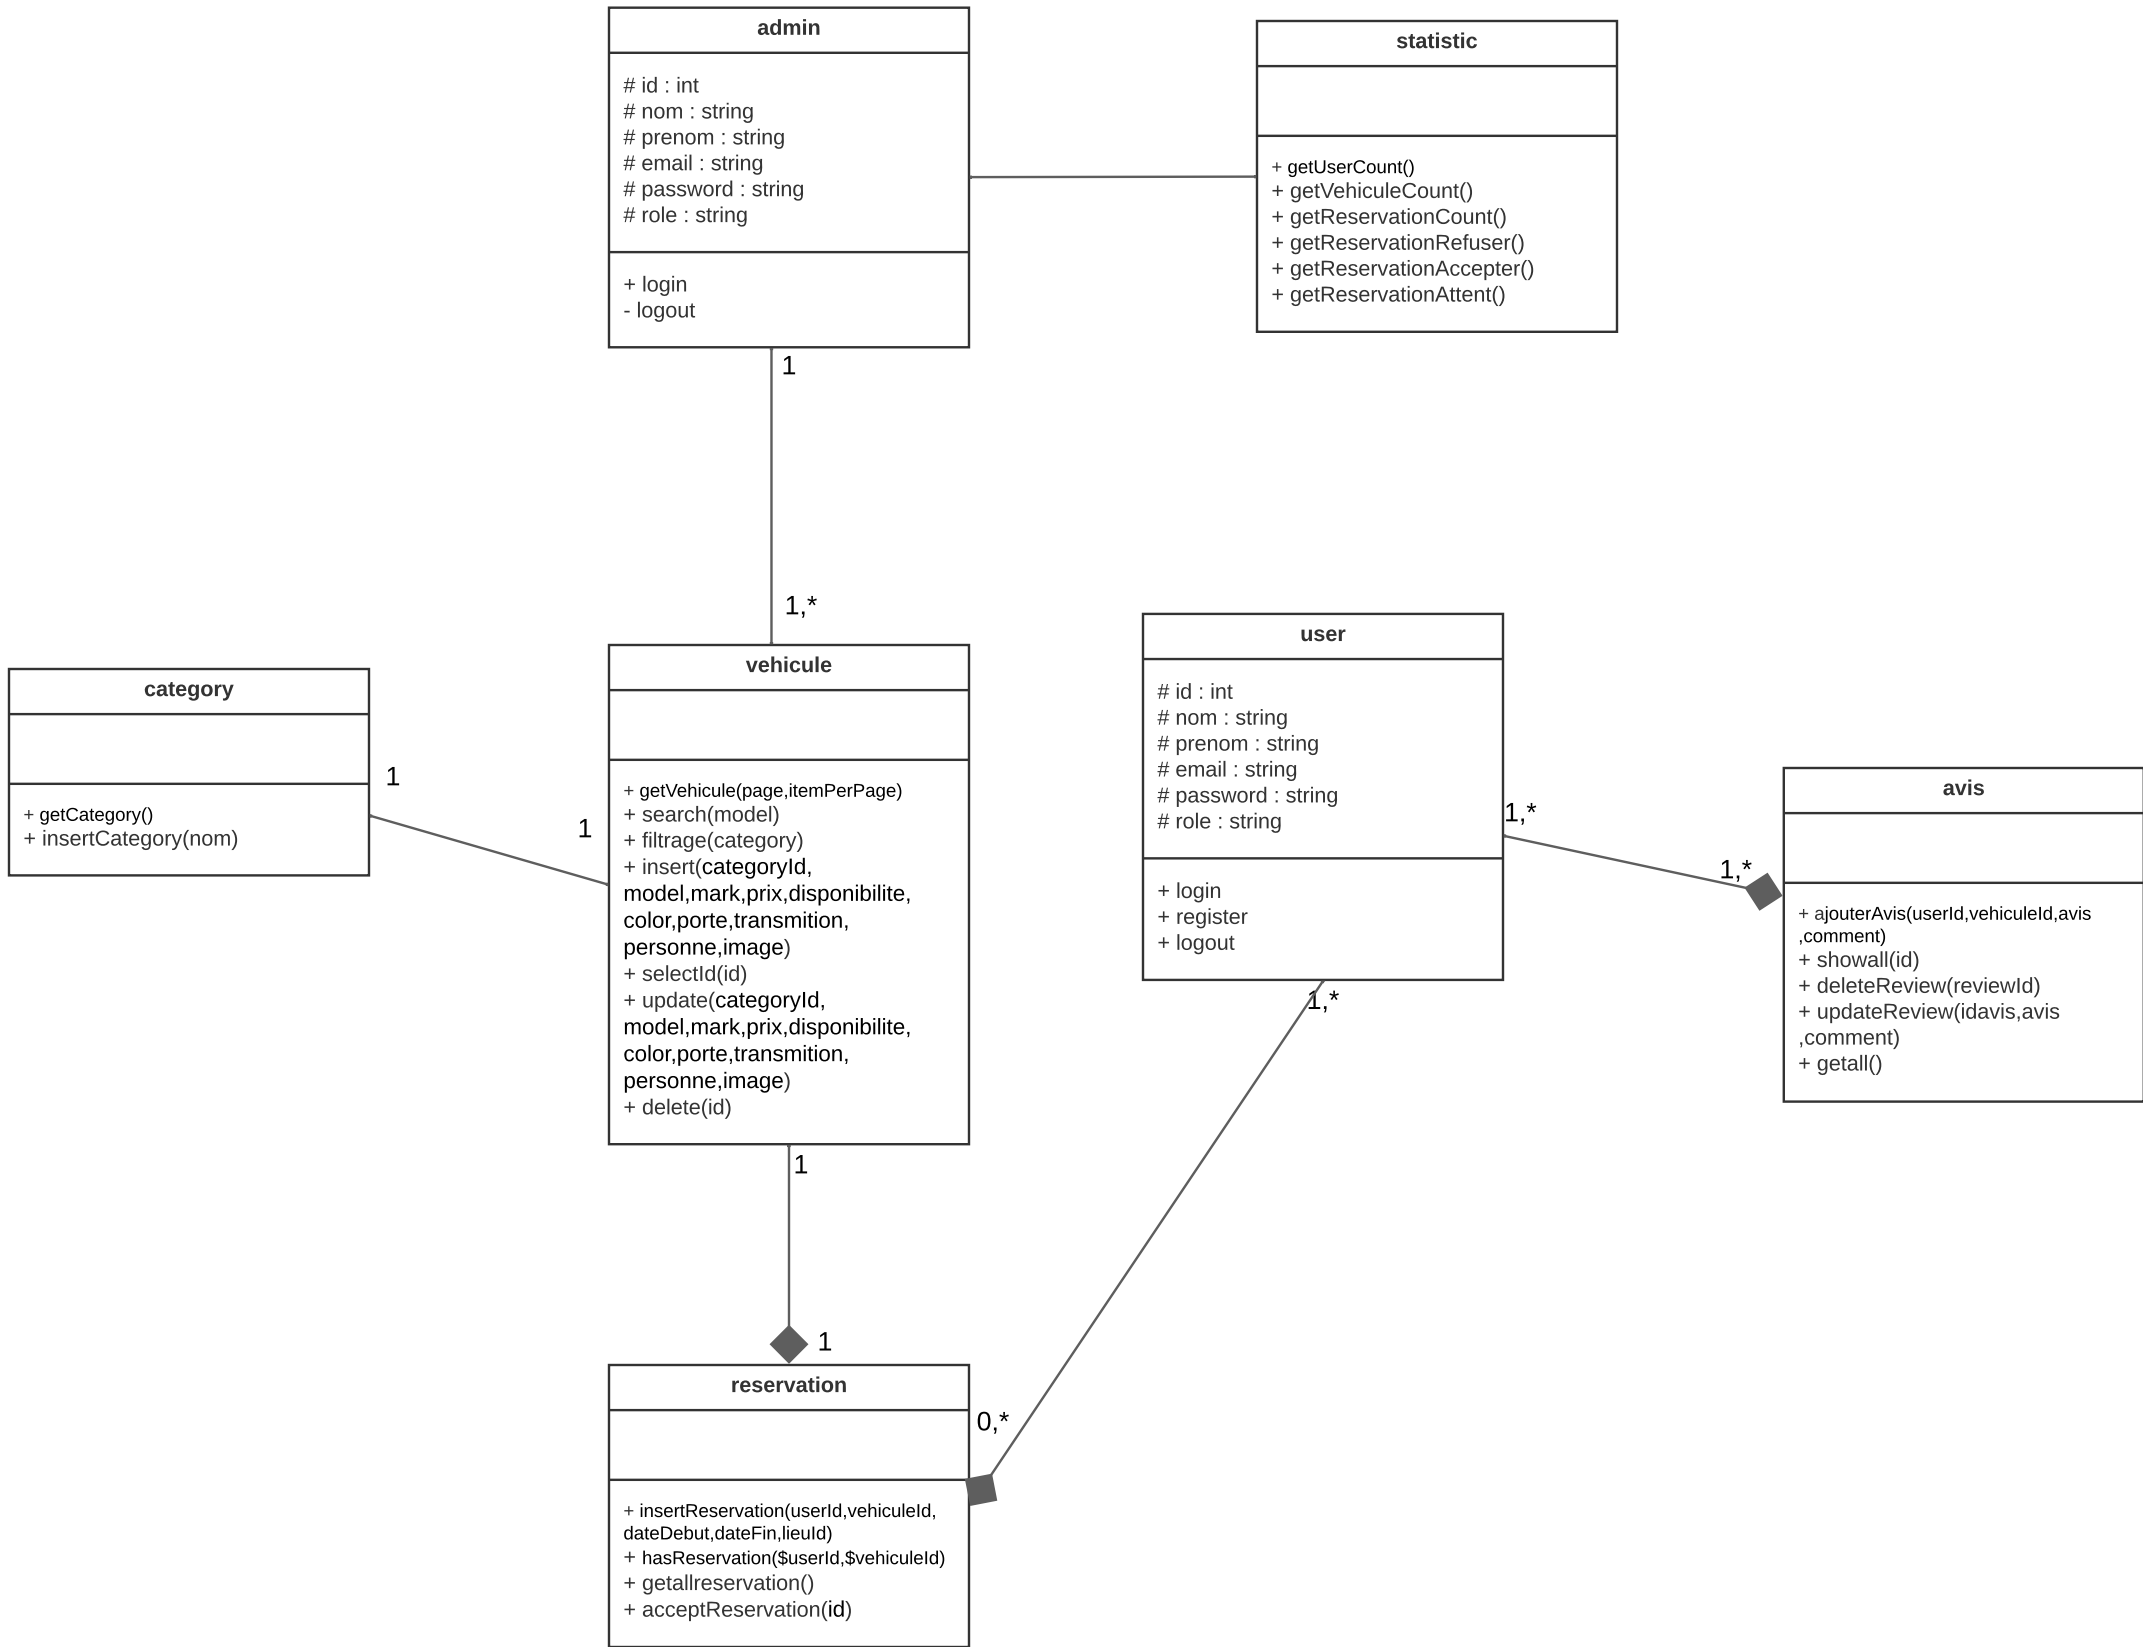 admin
# id : int
# nom : string
# prenom : string
# email : string
# password : string
# role : string
+ login
- logout
1
1,*
statistic
+ getUserCount()
+ getVehiculeCount()
+ getReservationCount()
+ getReservationRefuser()
+ getReservationAccepter()
+ getReservationAttent()
category
+ getCategory()
+ insertCategory(nom)
1
1
vehicule
+ getVehicule(page,itemPerPage)
+ search(model)
+ filtrage(category)
+ insert(categoryId,
model,mark,prix,disponibilite,
color,porte,transmition,
personne,image)
+ selectId(id)
+ update(categoryId,
model,mark,prix,disponibilite,
color,porte,transmition,
personne,image)
+ delete(id)
1
1
user
# id : int
# nom : string
# prenom : string
# email : string
# password : string
# role : string
+ login
+ register
+ logout
1,*
1,*
1,*
0,*
avis
+ ajouterAvis(userId,vehiculeId,avis
,comment)
+ showall(id)
+ deleteReview(reviewId)
+ updateReview(idavis,avis
,comment)
+ getall()
reservation
+ insertReservation(userId,vehiculeId,
dateDebut,dateFin,lieuId)
+ hasReservation($userId,$vehiculeId)
+ getallreservation()
+ acceptReservation(id)